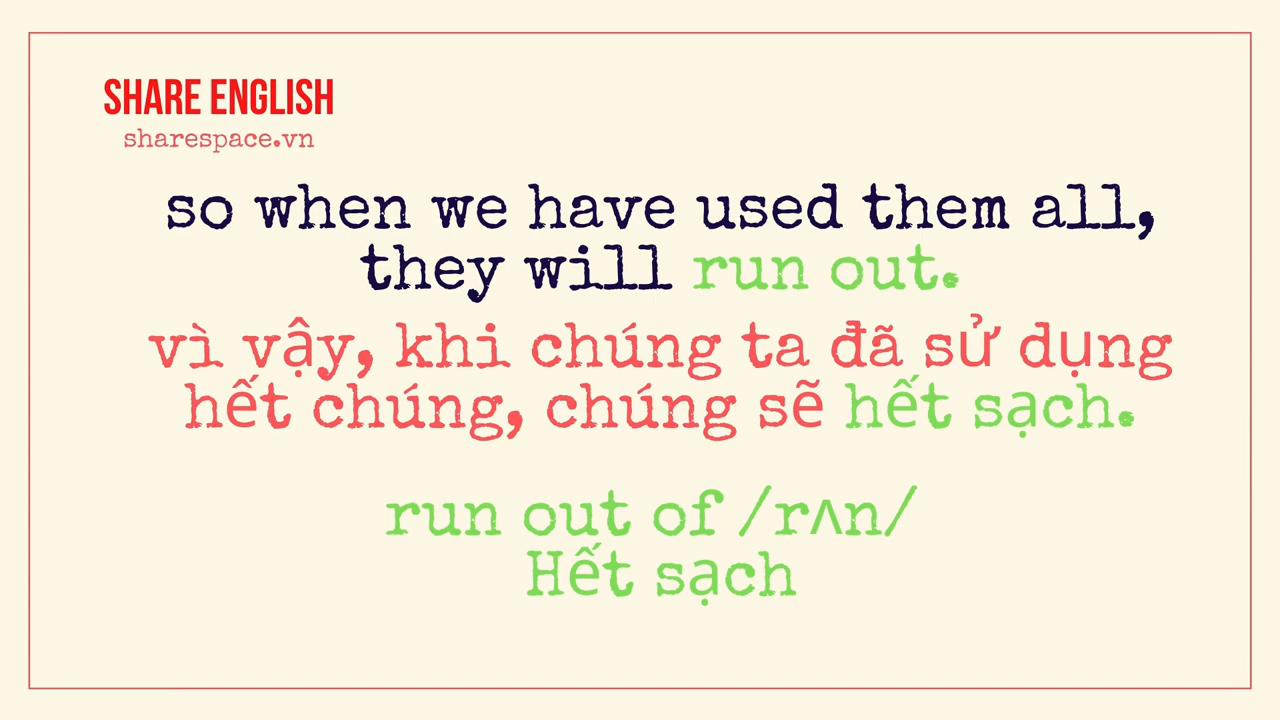 SHARE ENGLISH
sharespace.vn
so when we have used them all,
they will run out.
vì vậy, khi chúng ta đã sử dụng
hết chúng, chúng sẽ hết sạch.
run out of /rʌn/
Hết sạch